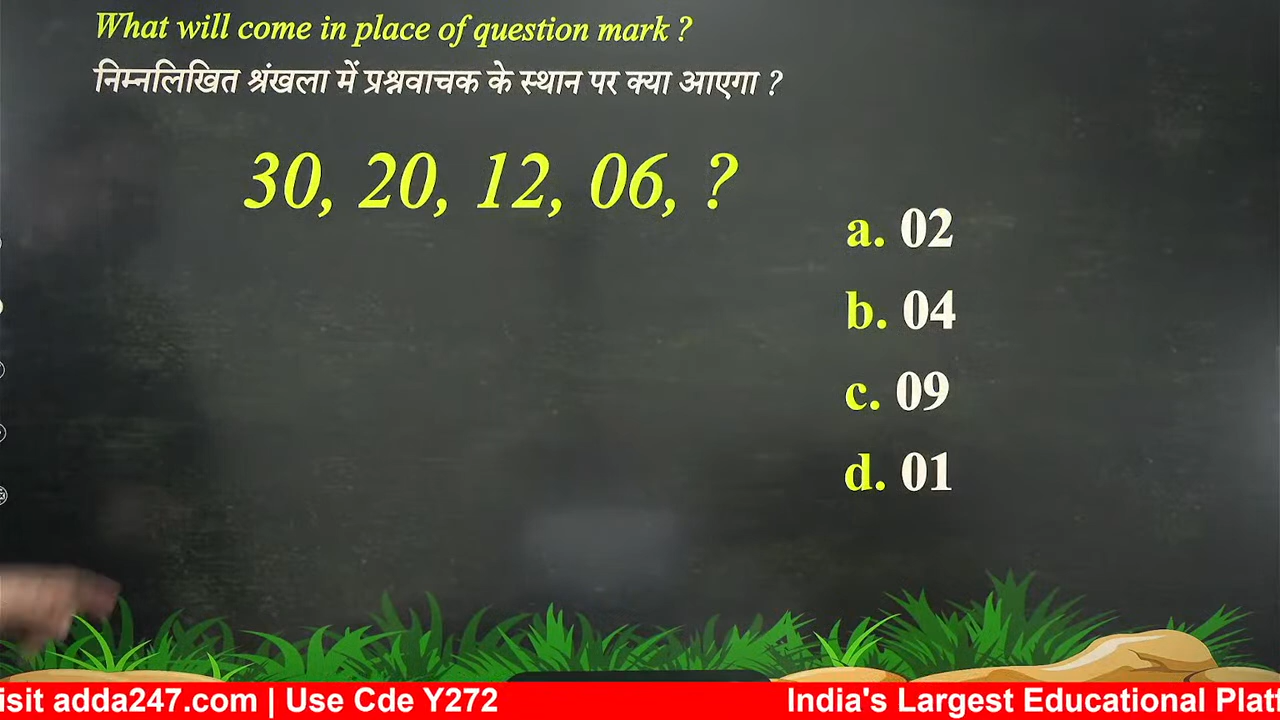 What will come in place of question mark ?
निम्नलिखित श्रंखला में प्रश्नवाचक के स्थान पर क्या आएगा ?
30, 20, 12, 06, ?
a. 02
b. 04
c. 09
d. 01
isit adda247.com | Use Cde Y272
India's Largest Educational Platf